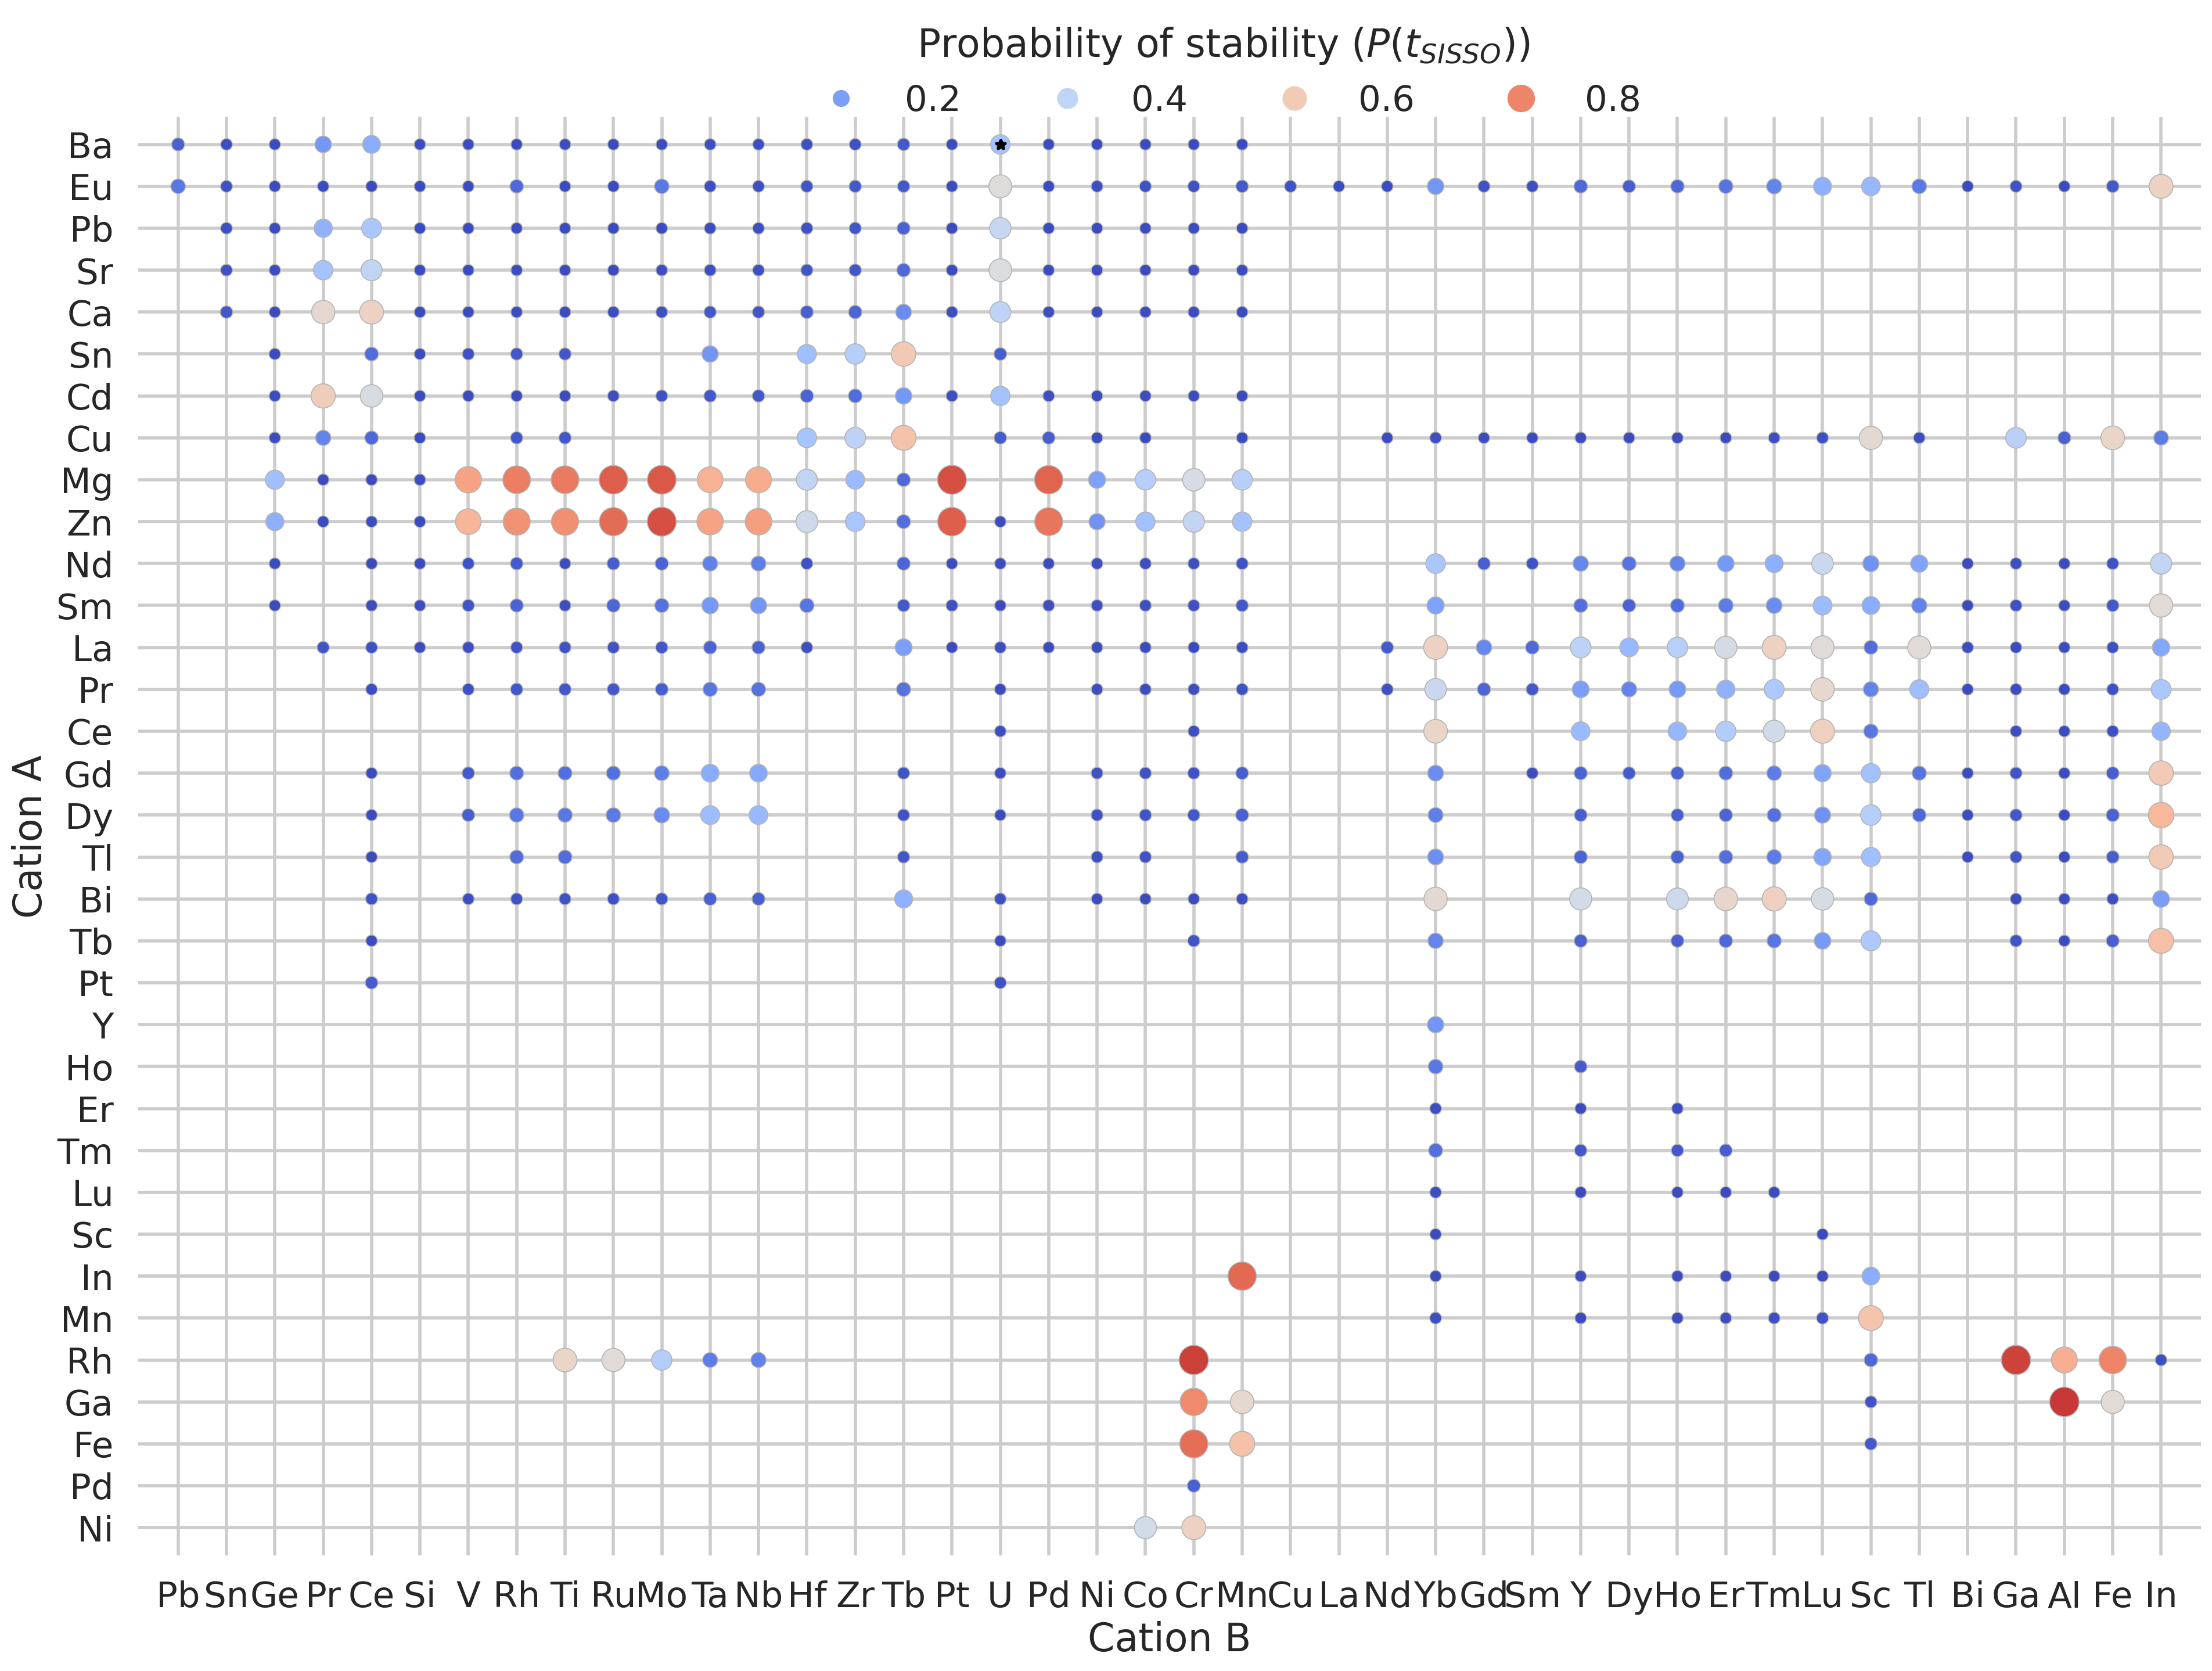 Probability of stability (P(t_SISSO))
0.2 0.4 0.6 0.8
Ba
Eu
Pb
Sr
Ca
Sn
Cd
Cu
Mg
Zn
Nd
Sm
La
Pr
Ce
Gd
Dy
Tl
Bi
Tb
Pt
Y
Ho
Er
Tm
Lu
Sc
In
Mn
Rh
Ga
Fe
Pd
Ni
Cation A
Pb Sn Ge Pr Ce Si V Rh Ti Ru Mo Ta Nb Hf Zr Tb Pt U Pd Ni Co Cr Mn Cu La Nd Yb Gd Sm Y Dy Ho Er Tm Lu Sc Tl Bi Ga Al Fe In
Cation B